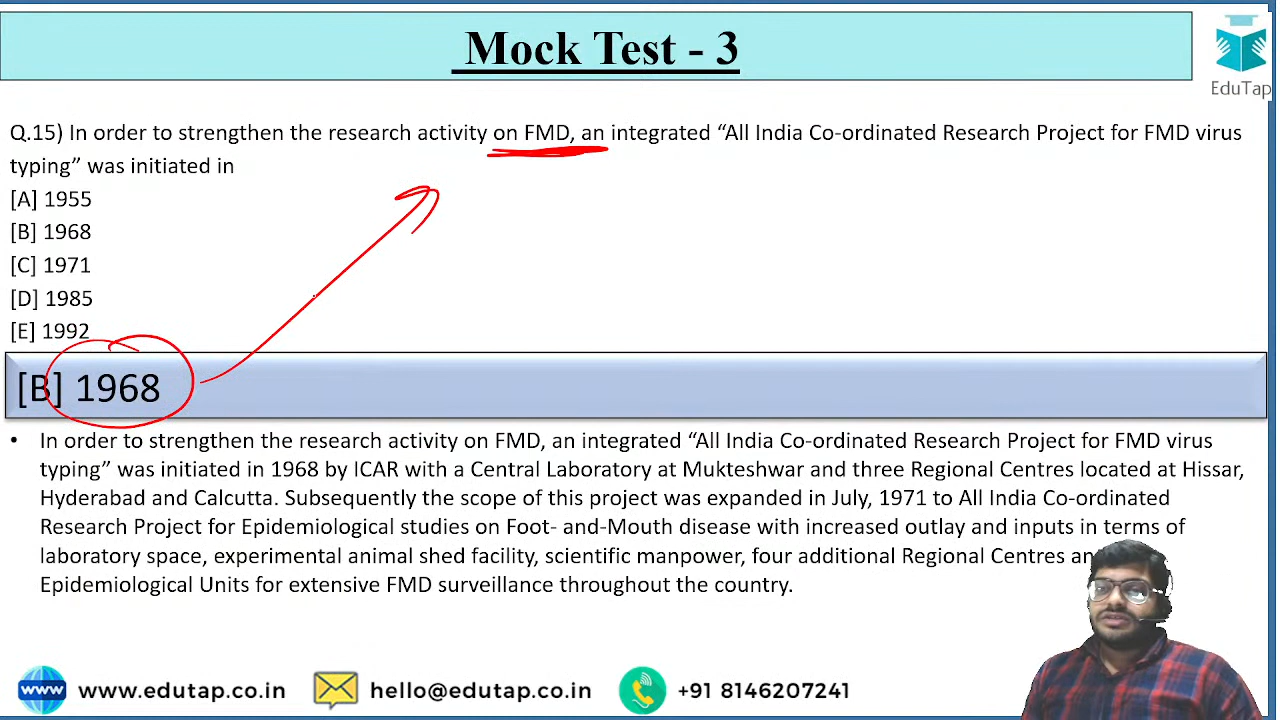 Mock Test - 3
EduTap
Q.15) In order to strengthen the research activity on FMD, an integrated “All India Co-ordinated Research Project for FMD virus
typing” was initiated in
[A] 1955
[B] 1968
[C] 1971
[D] 1985
[E] 1992
[B] 1968
• In order to strengthen the research activity on FMD, an integrated “All India Co-ordinated Research Project for FMD virus
typing” was initiated in 1968 by ICAR with a Central Laboratory at Mukteshwar and three Regional Centres located at Hissar,
Hyderabad and Calcutta. Subsequently the scope of this project was expanded in July, 1971 to All India Co-ordinated
Research Project for Epidemiological studies on Foot- and-Mouth disease with increased outlay and inputs in terms of
laboratory space, experimental animal shed facility, scientific manpower, four additional Regional Centres
Epidemiological Units for extensive FMD surveillance throughout the country.
www
www.edutap.co.in
hello@edutap.co.in
+91 8146207241